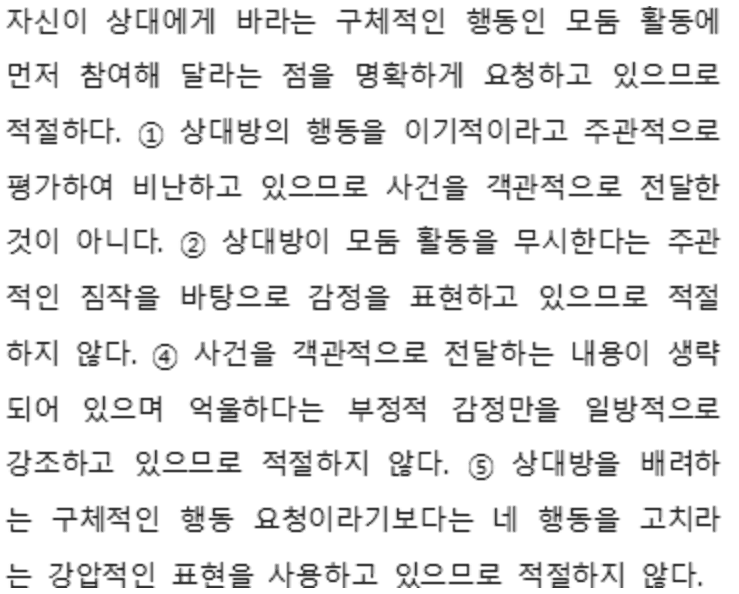 자신이 상대에게 바라는 구체적인 행동인 모둠 활동에
먼저 참여해 달라는 점을 명확하게 요청하고 있으므로
적절하다. ① 상대방의 행동을 이기적이라고 주관적으로
평가하여 비난하고 있으므로 사건을 객관적으로 전달한
것이 아니다. ② 상대방이 모둠 활동을 무시한다는 주관
적인 짐작을 바탕으로 감정을 표현하고 있으므로 적절
하지 않다. ④ 사건을 객관적으로 전달하는 내용이 생략
되어 있으며 억울하다는 부정적 감정만을 일방적으로
강조하고 있으므로 적절하지 않다. ⑤ 상대방을 배려하
는 구체적인 행동 요청이라기보다는 네 행동을 고치라
는 강압적인 표현을 사용하고 있으므로 적절하지 않다.